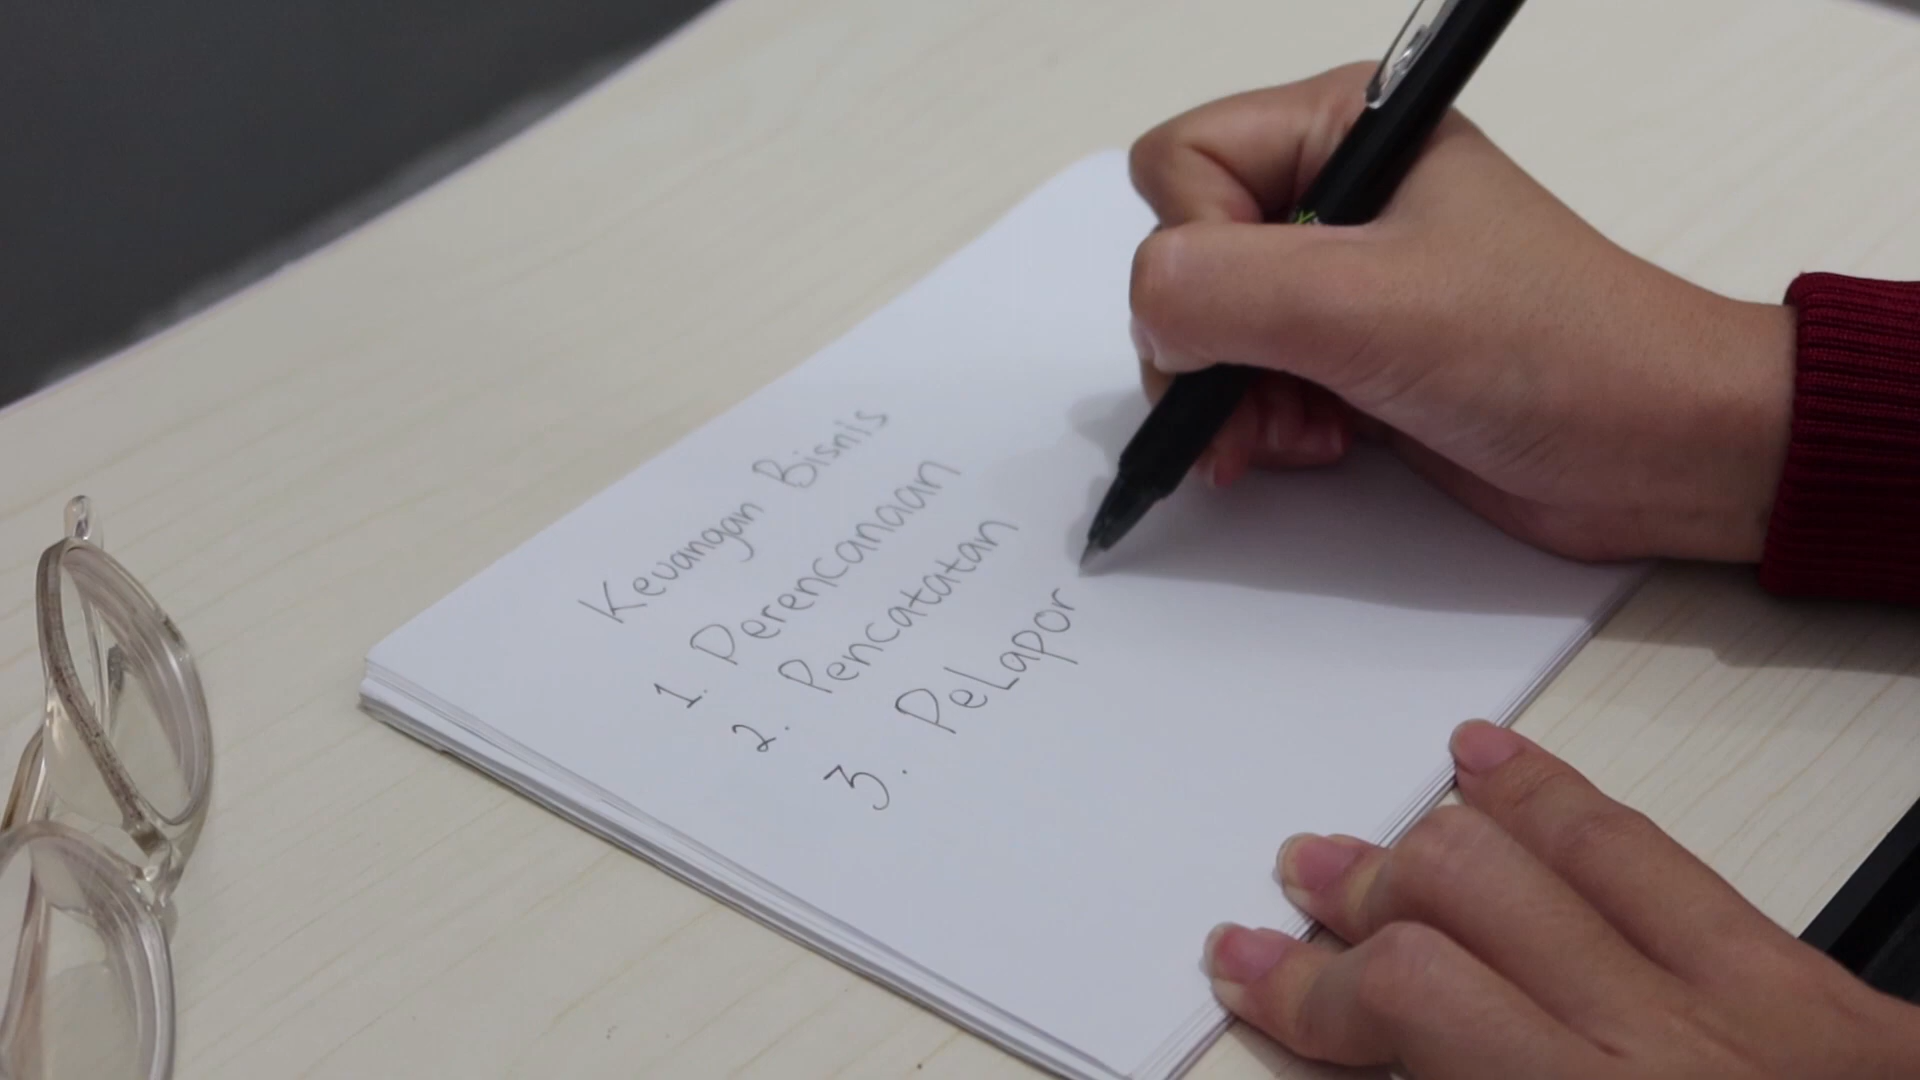 Keuangan Bisnis
1. Perencanaan
2. Pencatatan
3. PeLapor